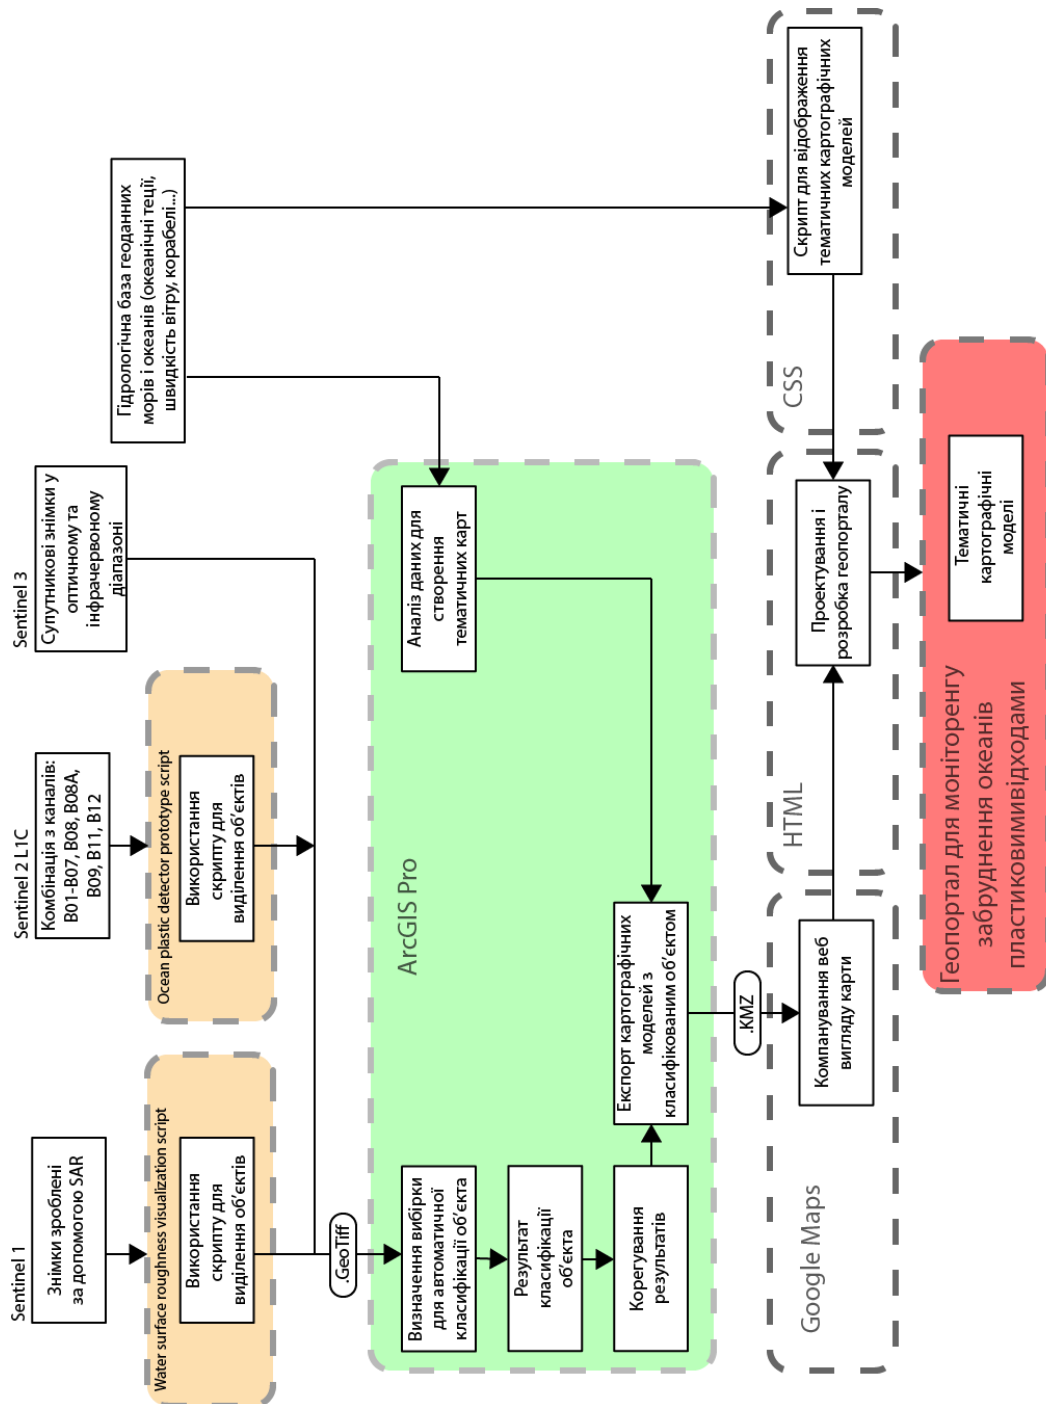 Sentinel 1
Знімки зроблені
за допомогою SAR
Water surface roughness visualization script
Використання
скрипту для
виділення об’єктів
Sentinel 2 L1C
Комбінація з каналів:
B01-B07, B08, B08A,
B09, B11, B12
Ocean plastic detector prototype script
Використання
скрипту для
виділення об’єктів
Sentinel 3
Супутникові знімки у
оптичному та
інфрачервоному
діапазоні
Гідрологічна база геоданних
морів і океанів (океанічні теції,
швидкість вітру, корабелі...)
.GeoTiff
ArcGIS Pro
Визначення вибірки
для автоматичної
класифікації об’єкта
Результат
класифікації
об’єкта
Корегування
результатів
Аналіз даних для
створення
тематичних карт
Експорт картографічних
моделей з
класифікованим об’єктом
.KMZ
Google Maps
Компанування веб
вигляду карти
HTML
Проектування і
розробка геопорталу
CSS
Скрипт для відображення
тематичних картографічних
моделей
Геопортал для моніторенгу
забруднення океанів
пластиковимивідходами
Тематичні
картографічні
моделі